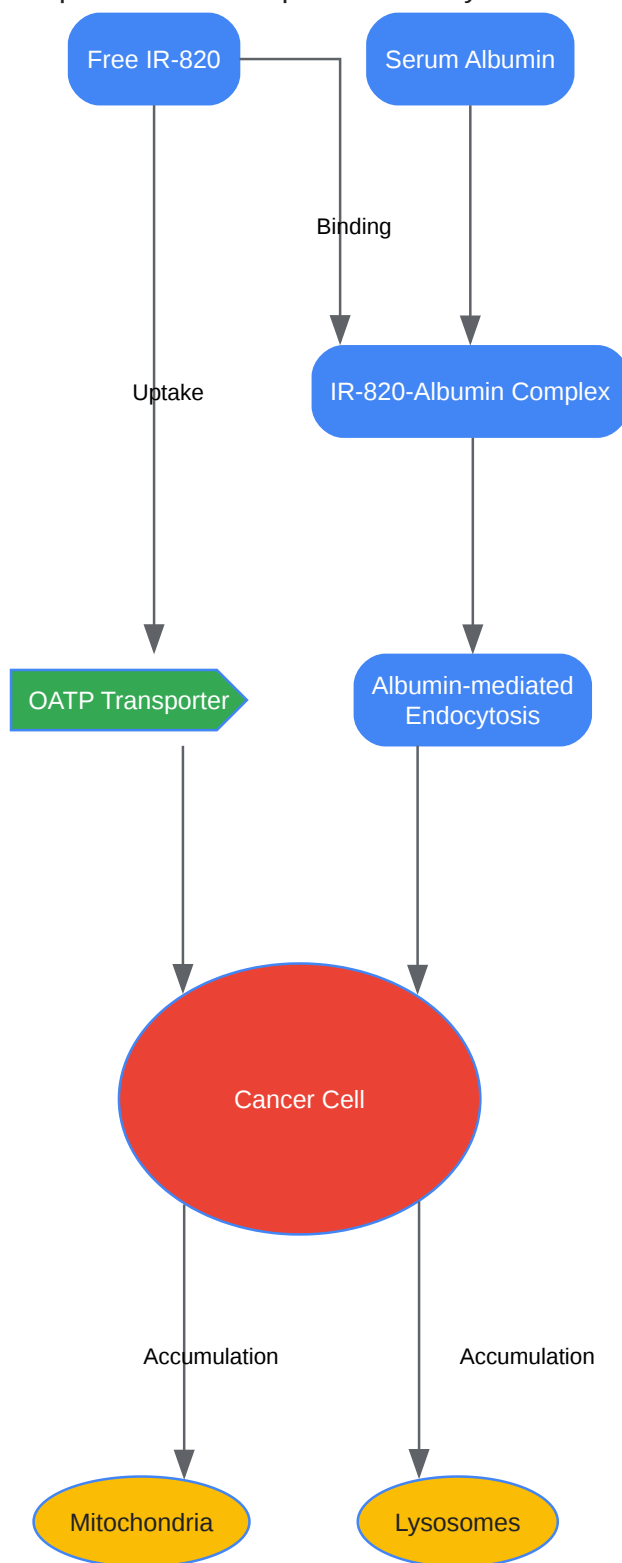 Free IR-820
Serum Albumin
Binding
IR-820-Albumin Complex
Uptake
OATP Transporter
Albumin-mediated
Endocytosis
Cancer Cell
Accumulation
Accumulation
Mitochondria
Lysosomes